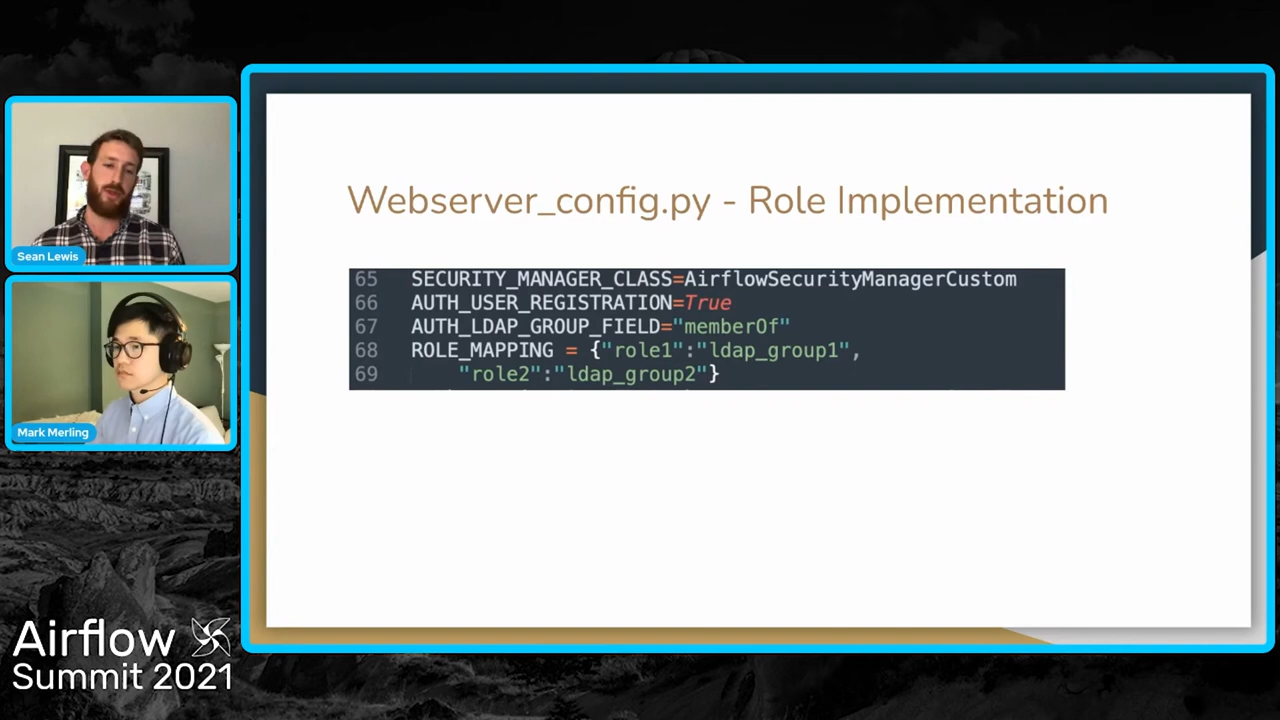 Sean Lewis
Mark Merling
Airflow
Summit 2021
Webserver_config.py - Role Implementation
65 SECURITY_MANAGER_CLASS=AirflowSecurityManagerCustom
66 AUTH_USER_REGISTRATION=True
67 AUTH_LDAP_GROUP_FIELD="memberOf"
68 ROLE_MAPPING = {"role1":"ldap_group1",
69 "role2":"ldap_group2"}